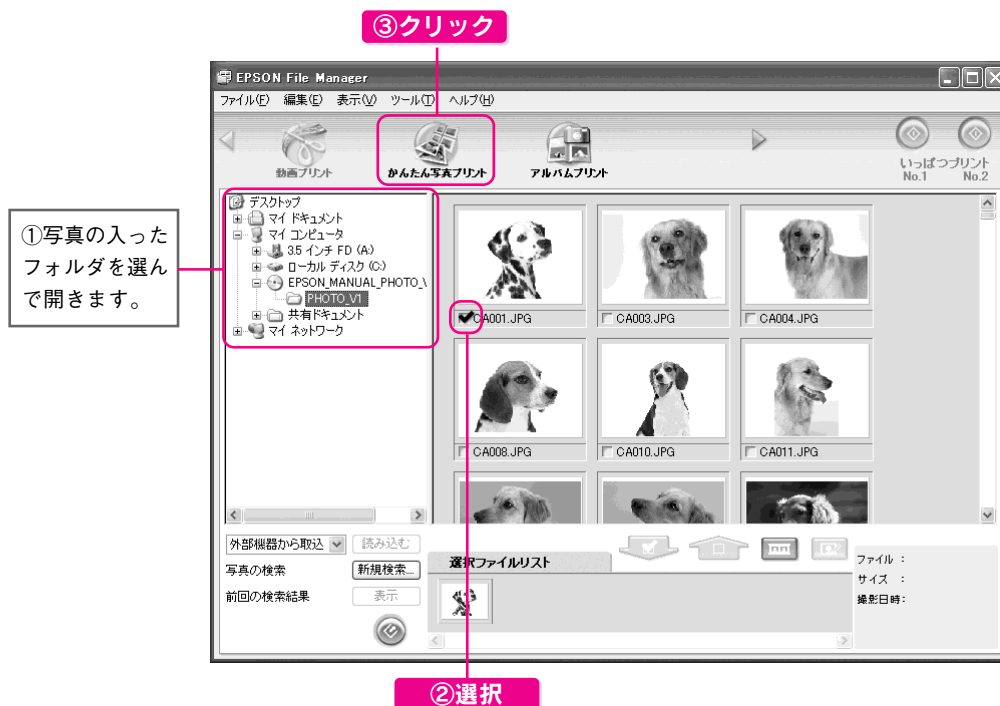 ③クリック
EPSON File Manager
ファイル(F) 編集(E) 表示(V) ツール(T) ヘルプ(H)
動画プリント
かんたん写真プリント
アルバムプリント
いっぱつプリント
No.1 No.2
①写真の入った
フォルダを選ん
で開きます。
デスクトップ
マイ ドキュメント
マイ コンピュータ
3.5 インチ FD (A:)
ローカル ディスク (C:)
EPSON_MANUAL_PHOTO_V
PHOTO_V1
共有ドキュメント
マイ ネットワーク
CA001.JPG CA003.JPG CA004.JPG
CA008.JPG CA010.JPG CA011.JPG
外部機器から取込 読み込む
写真の検索 新規検索...
前回の検索結果 表示
選択ファイルリスト
ファイル :
サイズ :
撮影日時:
②選択